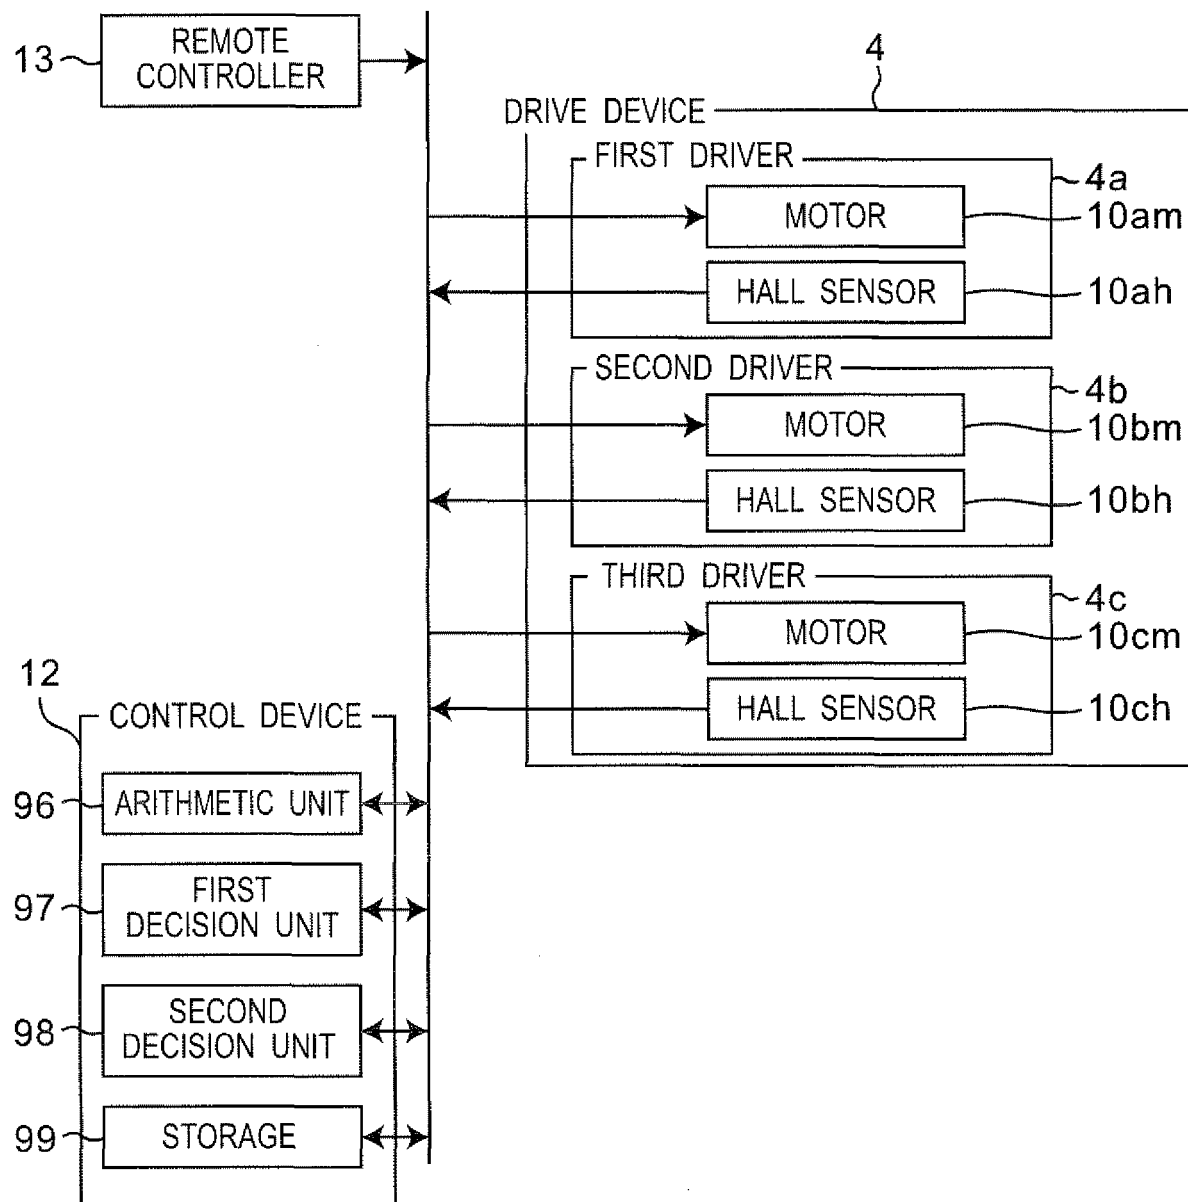 13
REMOTE
CONTROLLER
4
DRIVE DEVICE
FIRST DRIVER
4a
MOTOR
10am
HALL SENSOR
10ah
SECOND DRIVER
4b
MOTOR
10bm
HALL SENSOR
10bh
THIRD DRIVER
4c
MOTOR
10cm
HALL SENSOR
10ch
12
CONTROL DEVICE
96
ARITHMETIC UNIT
97
FIRST
DECISION UNIT
98
SECOND
DECISION UNIT
99
STORAGE